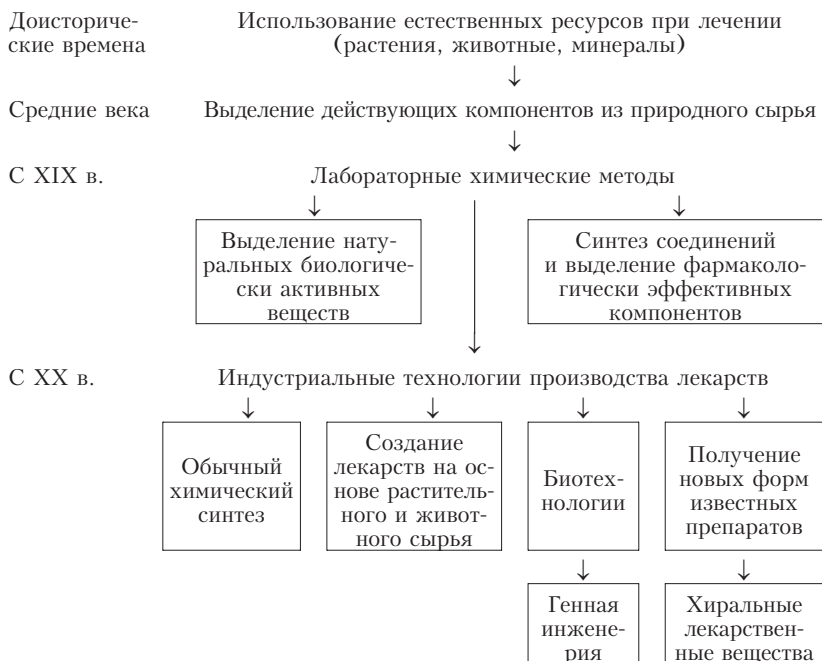 Доисториче-
ские времена
Использование естественных ресурсов при лечении
(растения, животные, минералы)
Средние века
Выделение действующих компонентов из природного сырья
С XIX в.
Лабораторные химические методы
Выделение нату-
ральных биологиче-
ски активных
веществ
Синтез соединений
и выделение фармаколо-
гически эффективных
компонентов
С XX в.
Индустриальные технологии производства лекарств
Обычный
химический
синтез
Создание
лекарств на ос-
нове раститель-
ного и живот-
ного сырья
Биотех-
нологии
Получение
новых форм
известных
препаратов
Генная
инжене-
рия
Хиральные
лекарствен-
ные вещества